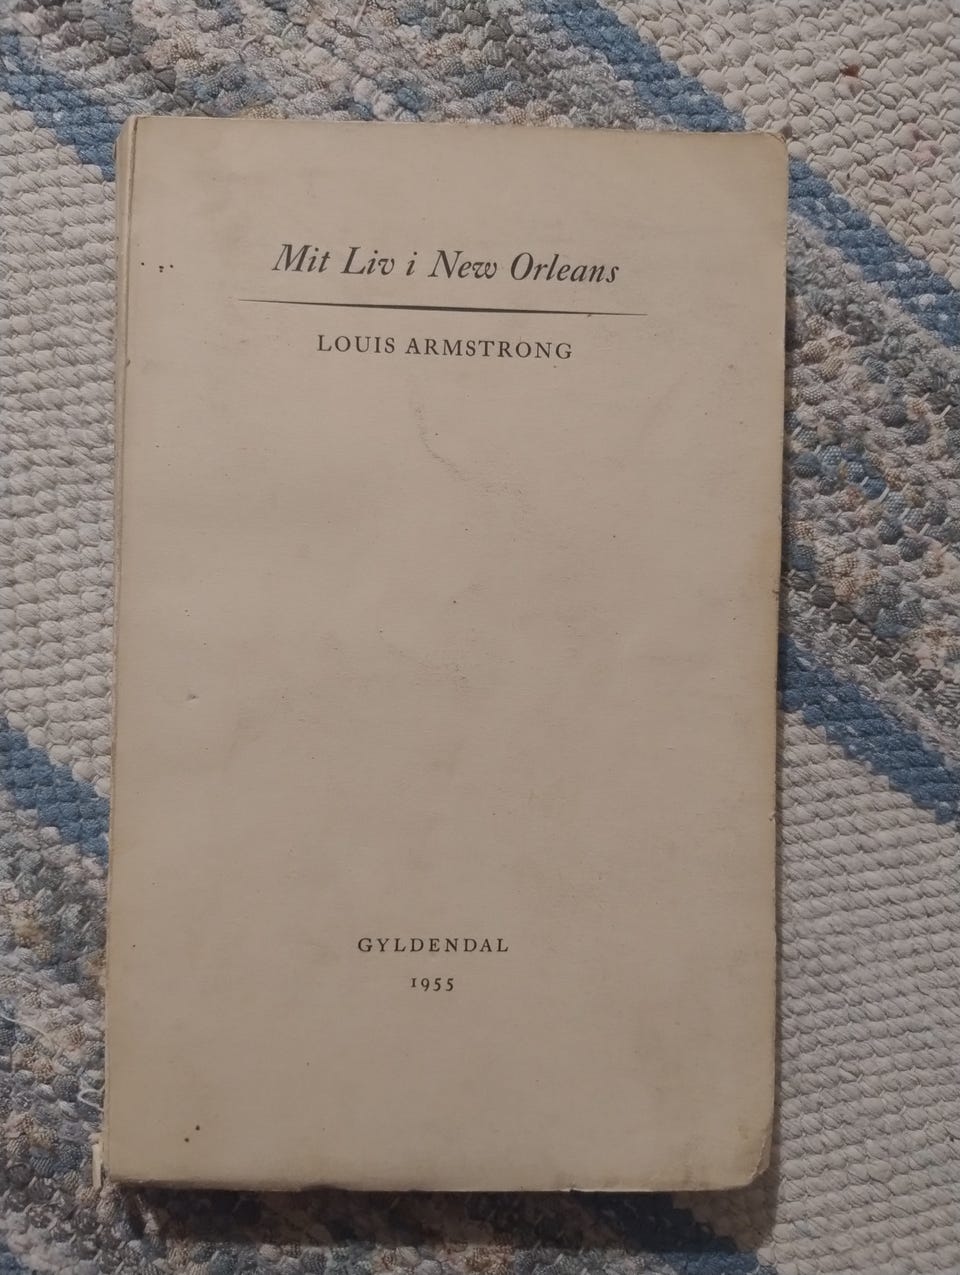 Mit Liv i New Orleans
LOUIS ARMSTRONG
GYLDENDAL
1955